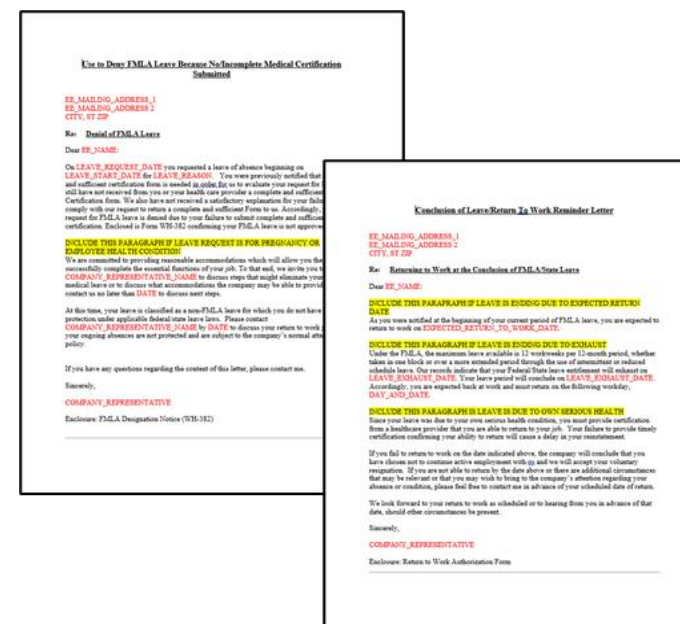 Use to Deny FMLA Leave Because No/Incomplete Medical Certification
Submitted
EE_MAILING_ADDRESS_1
EE_MAILING_ADDRESS 2
CITY, ST ZIP
Re: Denial of FMLA Leave
Dear EE_NAME:
On LEAVE_REQUEST_DATE you requested a leave of absence beginning on
LEAVE_START_DATE for LEAVE_REASON. You were previously notified that
and sufficient certification form is needed in order for us to evaluate your request for
still have not received from you or your health care provider a complete and sufficient
Certification form. We also have not received a satisfactory explanation for your
comply with our request to return a complete and sufficient Form to us. Accordingly,
request for FMLA leave is denied due to your failure to submit complete and sufficient
certification. Enclosed is Form WH-382 confirming your FMLA leave is not
INCLUDE THIS PARAGRAPH IF LEAVE REQUEST IS FOR PREGNANCY OR
EMPLOYEE HEALTH CONDITION
We are committed to providing reasonable accommodations which will allow you
successfully complete the essential functions of your job. To that end, we invite you
COMPANY_REPRESENTATIVE_NAME to discuss steps that might eliminate your
medical leave or to discuss what accommodations the company may be able to
contact us no later than DATE to discuss next steps.
At this time, your leave is classified as a non-FMLA leave for which you do not have
protection under applicable federal state leave laws. Please contact
COMPANY_REPRESENTATIVE_NAME by DATE to discuss your return to work
your ongoing absences are not protected and are subject to the company's normal
policy.
If you have any questions regarding the content of this letter, please contact me.
Sincerely,
COMPANY_REPRESENTATIVE
Enclosure: FMLA Designation Notice (WH-382)
Conclusion of Leave/Return To Work Reminder Letter
EE_MAILING_ADDRESS_1
EE_MAILING_ADDRESS 2
CITY, ST ZIP
Re: Returning to Work at the Conclusion of FMLA/State Leave
Dear EE_NAME:
INCLUDE THIS PARAPRAPH IF LEAVE IS ENDING DUE TO EXPECTED RETURN
DATE
As you were notified at the beginning of your current period of FMLA leave, you are expected to
return to work on EXPECTED_RETURN_TO_WORK_DATE.
INCLUDE THIS PARAGRAPH IF LEAVE IS ENDING DUE TO EXHAUST
Under the FMLA, the maximum leave available is 12 workweeks per 12-month period, whether
taken in one block or over a more extended period through the use of intermittent or reduced
schedule leave. Our records indicate that your Federal/State leave entitlement will exhaust on
LEAVE_EXHAUST_DATE. Your leave period will conclude on LEAVE_EXHAUST_DATE.
Accordingly, you are expected back at work and must return on the following workday,
DAY_AND_DATE.
INCLUDE THIS PARAGRAPH IS LEAVE IS DUE TO OWN SERIOUS HEALTH
Since your leave was due to your own serious health condition, you must provide certification
from a healthcare provider that you are able to return to your job. Your failure to provide timely
certification confirming your ability to return will cause a delay in your reinstatement.
If you fail to return to work on the date indicated above, the company will conclude that you
have chosen not to continue active employment with us and we will accept your voluntary
resignation. If you are not able to return by the date above or there are additional circumstances
that may be relevant or that you may wish to bring to the company's attention regarding your
absence or condition, please feel free to contact me in advance of your scheduled date of return.
We look forward to your return to work as scheduled or to hearing from you in advance of that
date, should other circumstances be present.
Sincerely,
COMPANY_REPRESENTATIVE
Enclosure: Return to Work Authorization Form